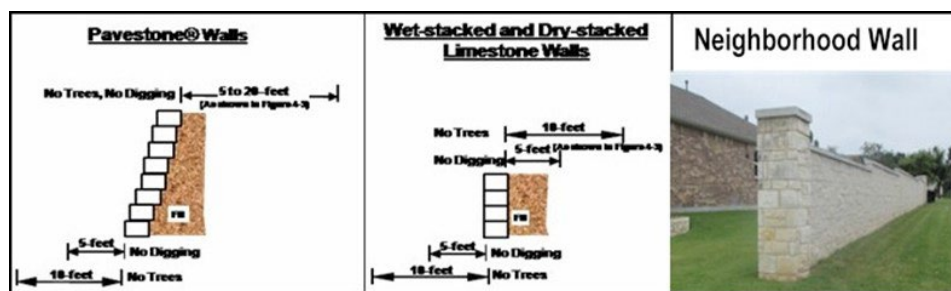 Pavestone® Walls
5 to 20-feet
No Trees, No Digging
(As shown in Figure 4-3)
Fill
5-feet
No Digging
10-feet
No Trees
Wet-stacked and Dry-stacked
Limestone Walls
No Trees
10-feet
5-feet (As shown in Figure 4-3)
No Digging
Fill
5-feet
No Digging
10-feet
No Trees
Neighborhood Wall